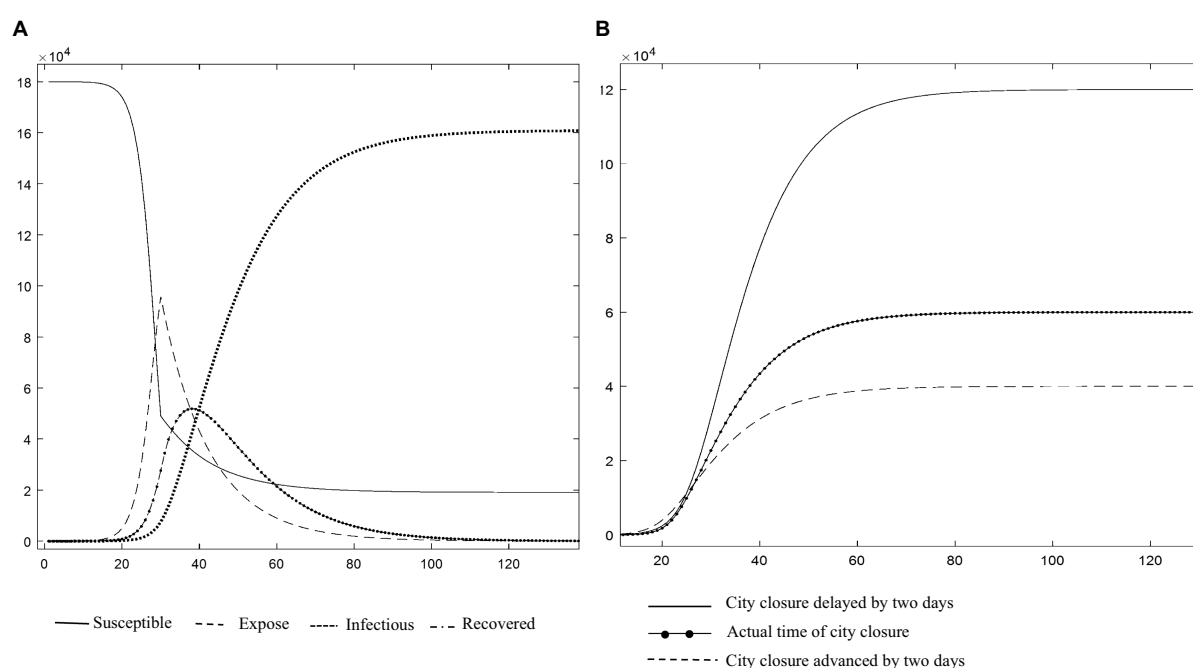 A
×10⁴
18
16
14
12
10
8
6
4
2
0
0 20 40 60 80 100 120
Susceptible Expose Infectious Recovered
B
×10⁴
12
10
8
6
4
2
0
20 40 60 80 100 120
City closure delayed by two days
Actual time of city closure
City closure advanced by two days